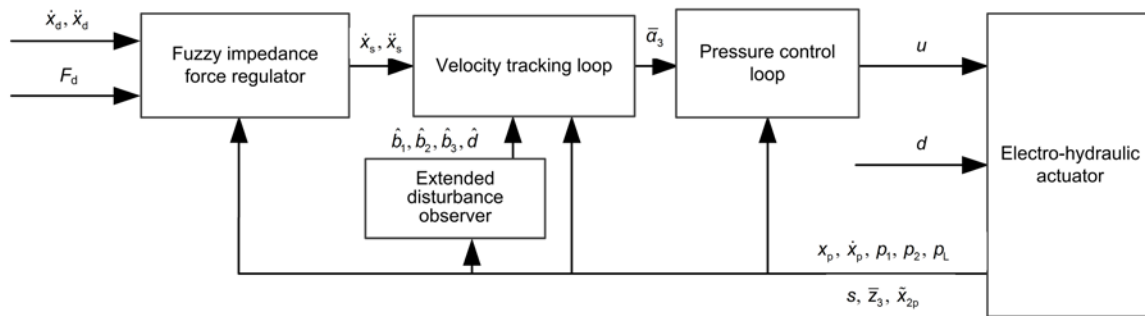 ẋd, ẍd
Fd
Fuzzy impedance
force regulator
ẋs, ẍs
Velocity tracking loop
ᾱ3
Pressure control
loop
u
d
Electro-hydraulic
actuator
b̂1, b̂2, b̂3, d̂
Extended
disturbance
observer
xp, ẋp, p1, p2, pL
s, z̄3, x̃2p